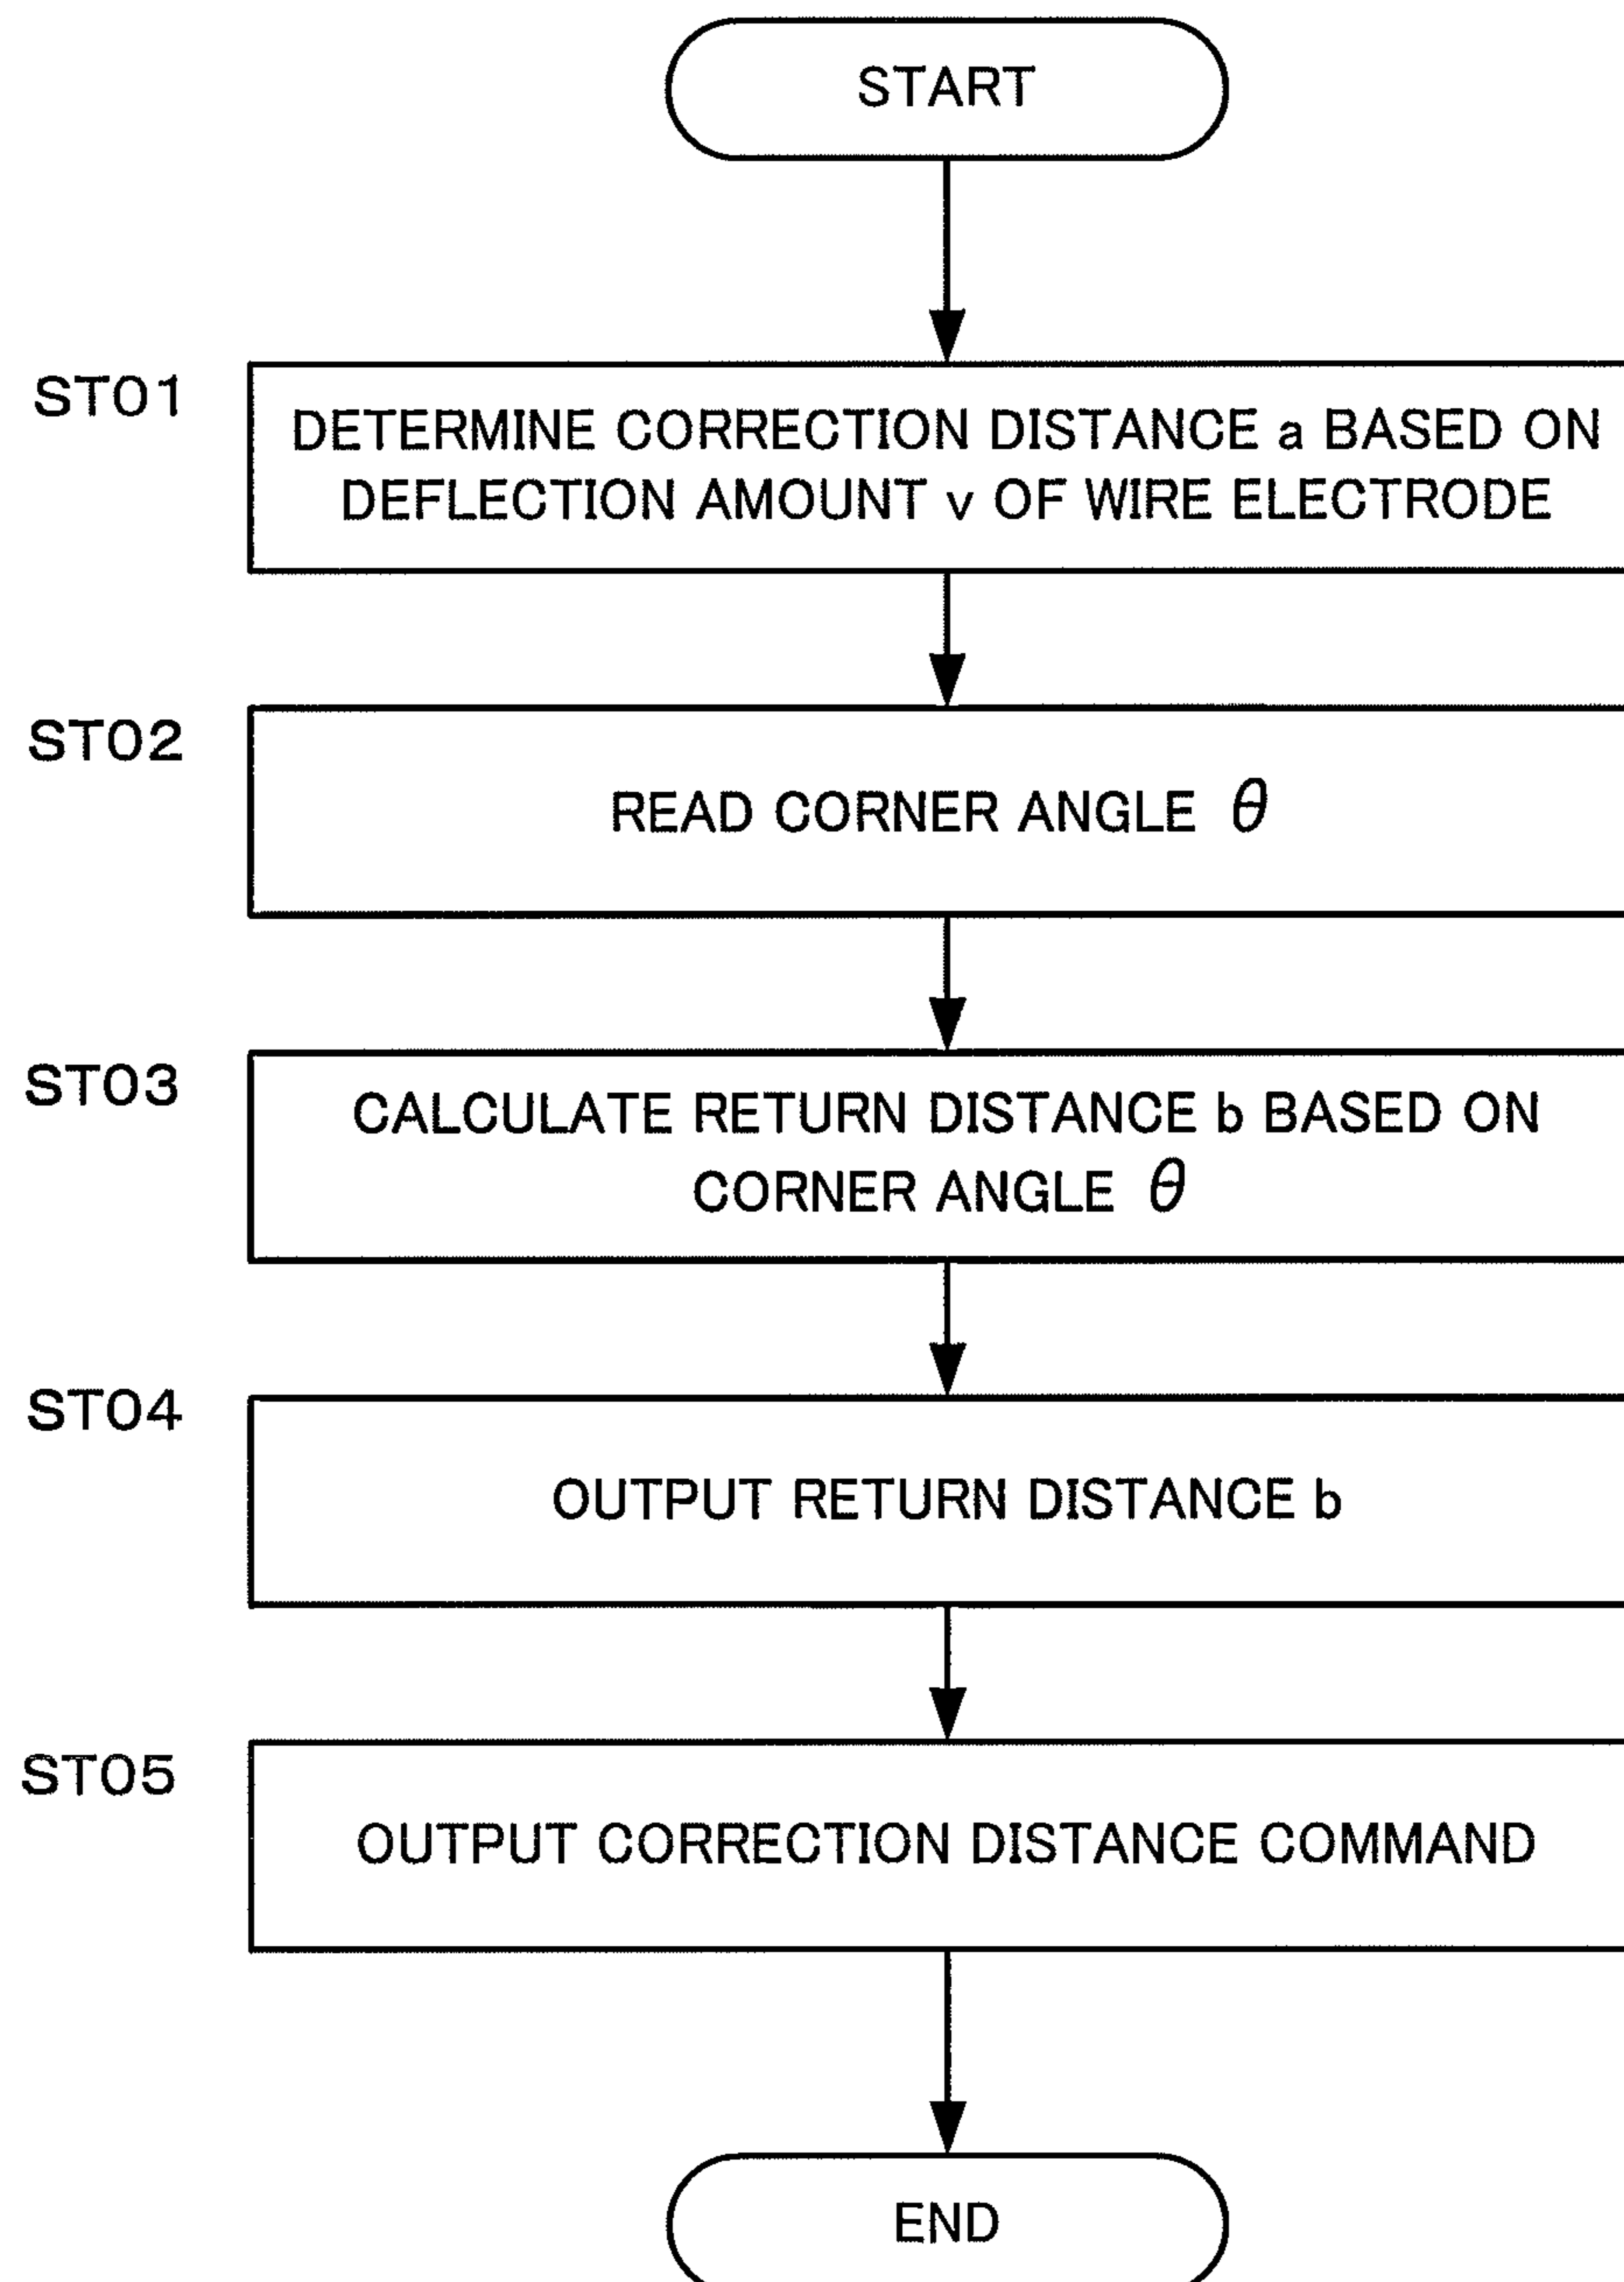 START
ST01
DETERMINE CORRECTION DISTANCE a BASED ON
DEFLECTION AMOUNT v OF WIRE ELECTRODE
ST02
READ CORNER ANGLE θ
ST03
CALCULATE RETURN DISTANCE b BASED ON
CORNER ANGLE θ
ST04
OUTPUT RETURN DISTANCE b
ST05
OUTPUT CORRECTION DISTANCE COMMAND
END